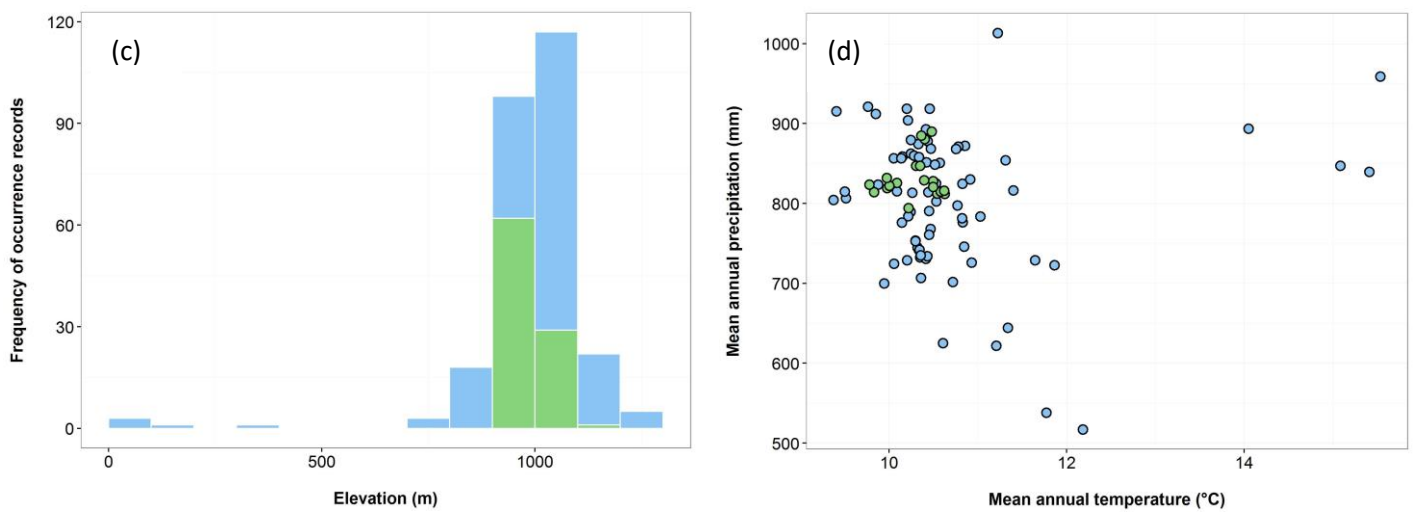 (c)
Frequency of occurrence records
120
90
60
30
0
0 500 1000
Elevation (m)
(d)
Mean annual precipitation (mm)
1000
900
800
700
600
500
10 12 14
Mean annual temperature (°C)